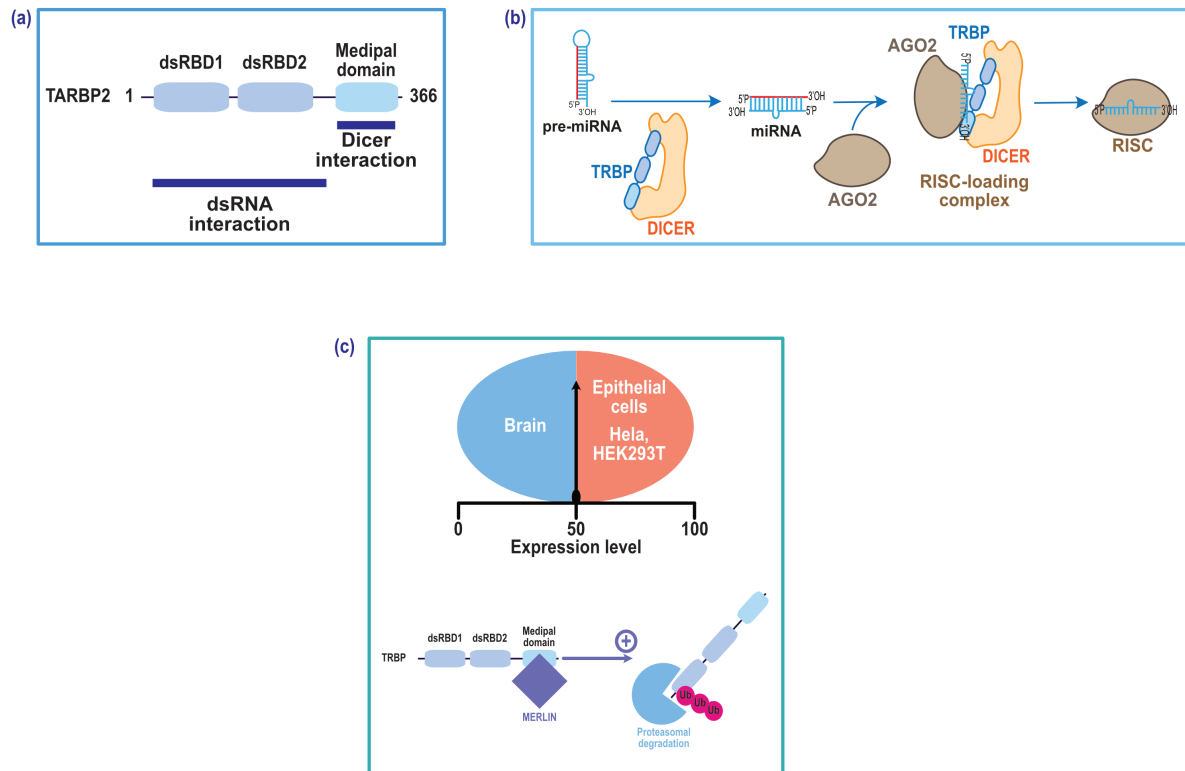 (a)
dsRBD1 dsRBD2 Medipal
domain
TARBP2 1 366
Dicer
interaction
dsRNA
interaction
(b)
pre-miRNA
5'P
3'OH
TRBP
DICER
5'P 3'OH
3'OH 5'P
miRNA
AGO2
AGO2
TRBP
5'P
3'OH
DICER
RISC-loading
complex
5'P 3'OH
RISC
(c)
Brain
Epithelial
cells
Hela,
HEK293T
0 50 100
Expression level
TRBP
dsRBD1 dsRBD2 Medipal
domain
MERLIN
+
Ub
Ub
Ub
Proteasomal
degradation